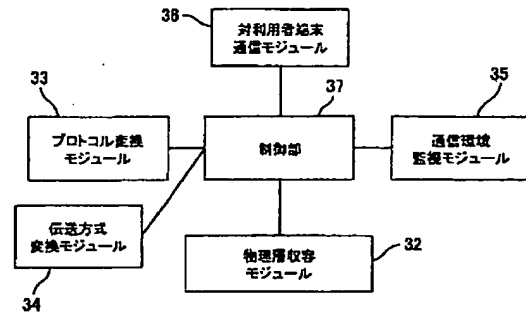 36
対利用者端末
通信モジュール
33
37
35
プロトコル変換
モジュール
制御部
通信環境
監視モジュール
伝送方式
変換モジュール
物理層収容
モジュール
32
34